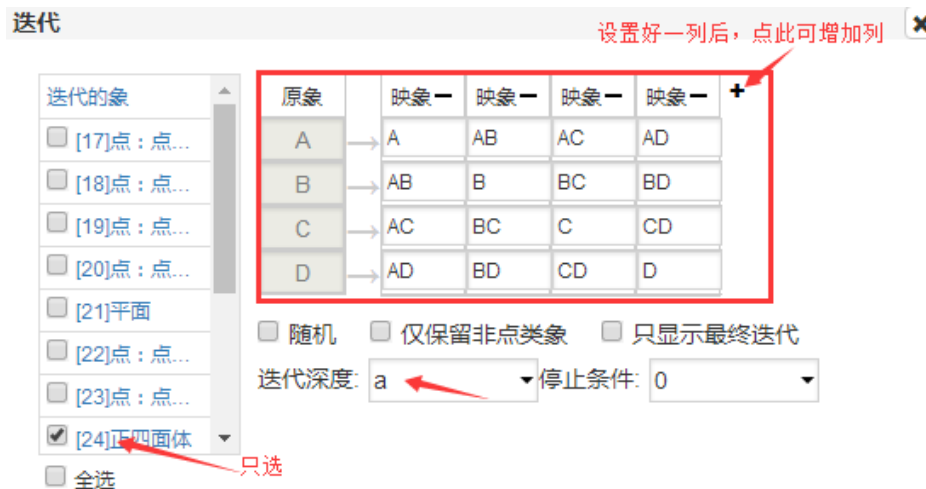 迭代
设置好一列后，点此可增加列
迭代的象
[17]点：点...
[18]点：点...
[19]点：点...
[20]点：点...
[21]平面
[22]点：点...
[23]点：点...
[24]正四面体
全选
只选
原象 映象 映象 映象 映象 +
A → A AB AC AD
B → AB B BC BD
C → AC BC C CD
D → AD BD CD D
随机 仅保留非点类象 只显示最终迭代
迭代深度: a 停止条件: 0